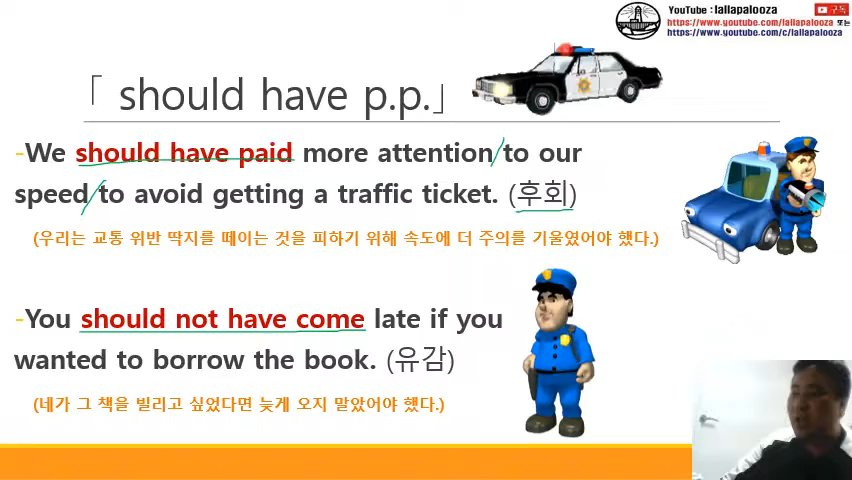 YouTube : lallapalooza 구독
https://www.youtube.com/lallapalooza 또는
https://www.youtube.com/c/lallapalooza
「 should have p.p.」
-We should have paid more attention to our
speed to avoid getting a traffic ticket. (후회)
(우리는 교통 위반 딱지를 떼이는 것을 피하기 위해 속도에 더 주의를 기울였어야 했다.)
-You should not have come late if you
wanted to borrow the book. (유감)
(네가 그 책을 빌리고 싶었다면 늦게 오지 말았어야 했다.)